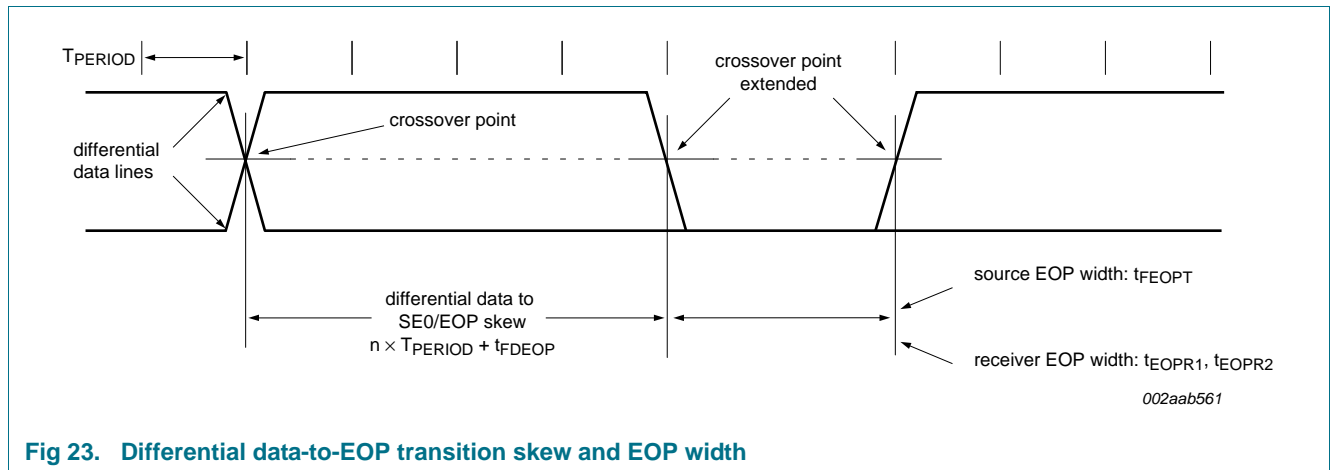 TPERIOD
crossover point
extended
crossover point
differential
data lines
differential data to
SE0/EOP skew
n × TPERIOD + tFDEOP
source EOP width: tFEOPT
receiver EOP width: tEOPR1, tEOPR2
002aab561
Fig 23. Differential data-to-EOP transition skew and EOP width